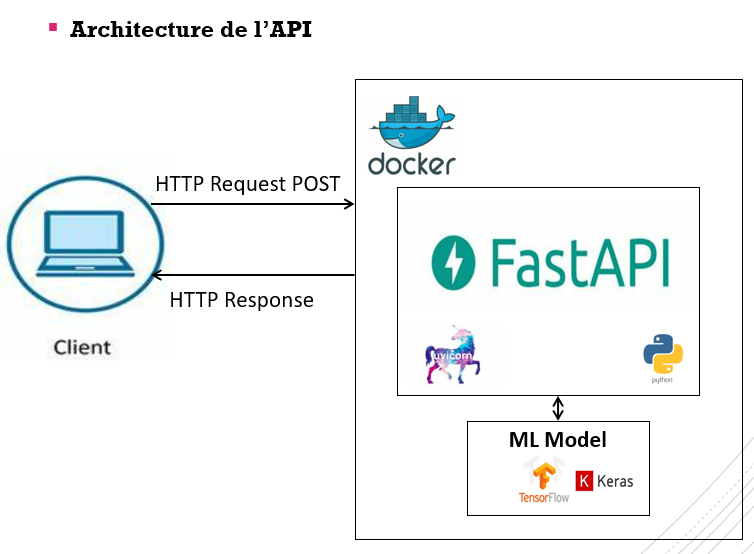 Architecture de l’API
docker
HTTP Request POST
FastAPI
HTTP Response
uvicorn
python
Client
ML Model
TensorFlow
K Keras